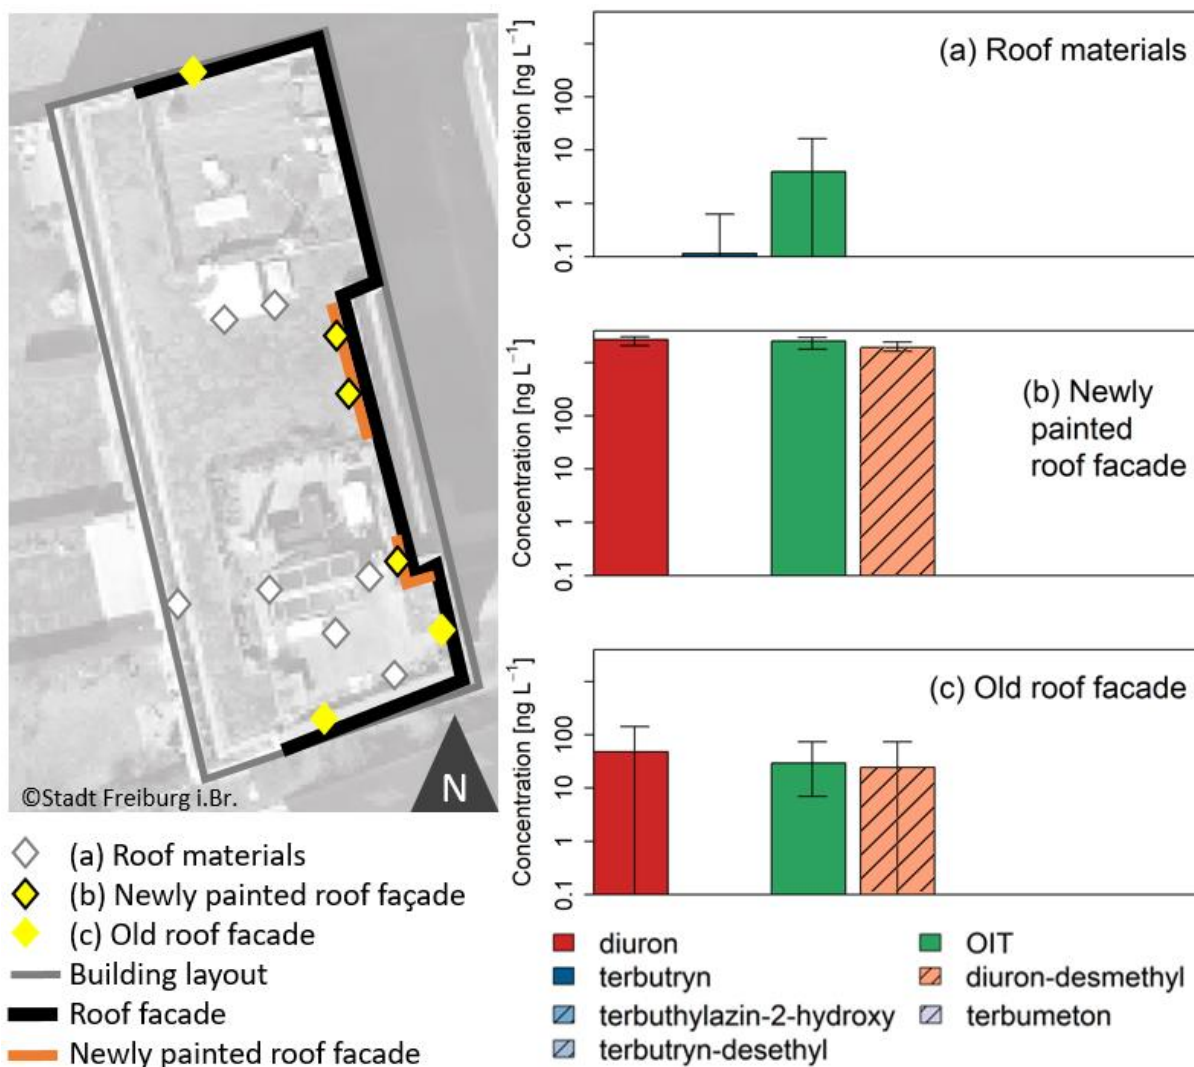 ©Stadt Freiburg i.Br.
N
(a) Roof materials
(b) Newly painted roof façade
(c) Old roof facade
Building layout
Roof facade
Newly painted roof facade
Concentration [ng L⁻¹]
100
10
1
0.1
(a) Roof materials
Concentration [ng L⁻¹]
100
10
1
0.1
(b) Newly
painted
roof facade
Concentration [ng L⁻¹]
100
10
1
0.1
(c) Old roof facade
diuron
terbutryn
terbuthylazin-2-hydroxy
terbutryn-desethyl
OIT
diuron-desmethyl
terbumeton